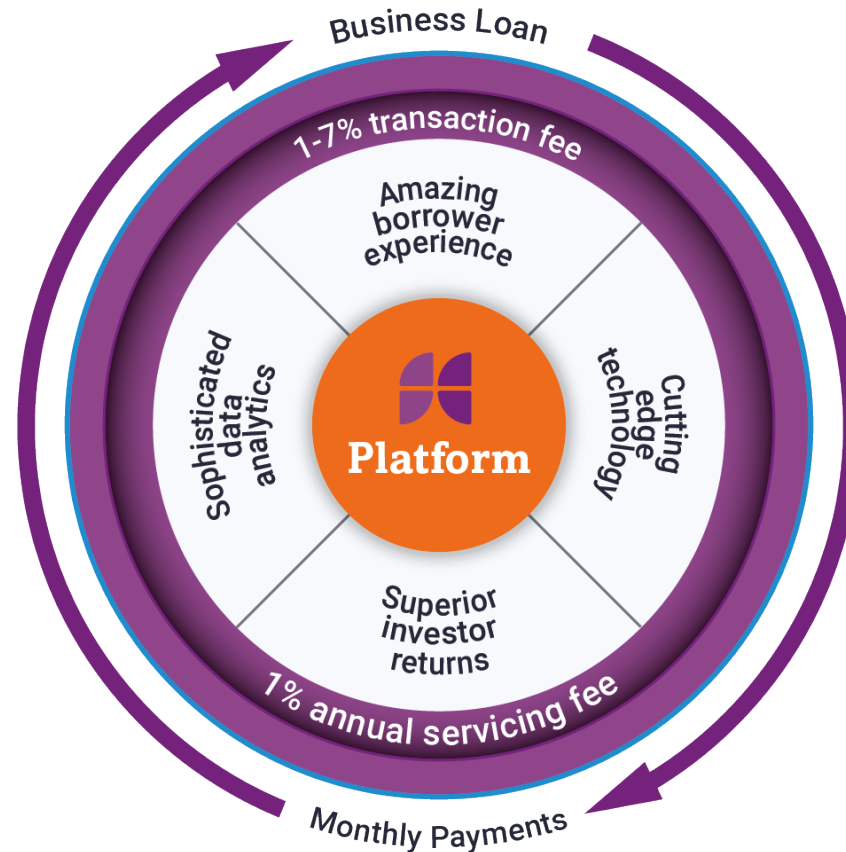 Business Loan
1-7% transaction fee
Amazing
borrower
experience
Sophisticated
data
analytics
Cutting
edge
technology
Platform
Superior
investor
returns
1% annual servicing fee
Monthly Payments